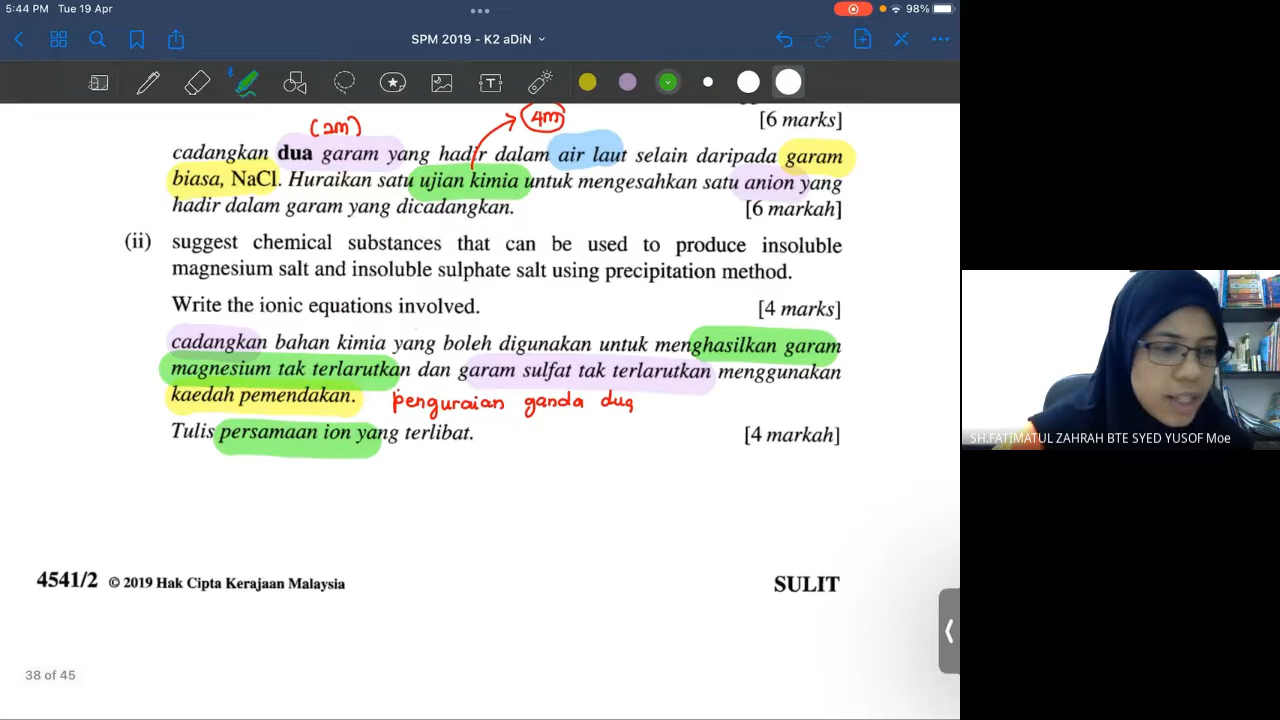 5:44 PM Tue 19 Apr
98%
SPM 2019 - K2 aDiN
(2m)
4m
[6 marks]
cadangkan dua garam yang hadir dalam air laut selain daripada garam
biasa, NaCl. Huraikan satu ujian kimia untuk mengesahkan satu anion yang
hadir dalam garam yang dicadangkan. [6 markah]
(ii) suggest chemical substances that can be used to produce insoluble
magnesium salt and insoluble sulphate salt using precipitation method.
Write the ionic equations involved. [4 marks]
cadangkan bahan kimia yang boleh digunakan untuk menghasilkan garam
magnesium tak terlarutkan dan garam sulfat tak terlarutkan menggunakan
kaedah pemendakan. penguraian ganda dua
Tulis persamaan ion yang terlibat. [4 markah]
4541/2 © 2019 Hak Cipta Kerajaan Malaysia SULIT
38 of 45
SH.FATIMATUL ZAHRAH BTE SYED YUSOF Moe